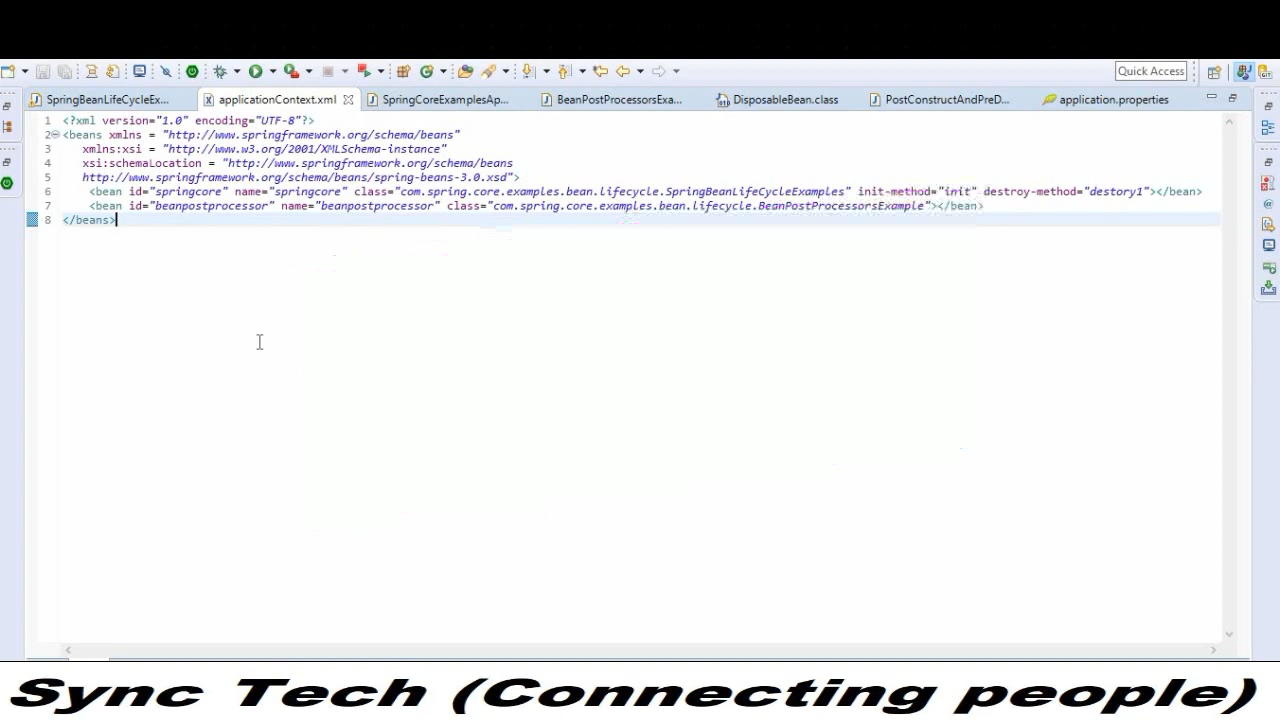 Quick Access
SpringBeanLifeCycleEx... applicationContext.xml SpringCoreExamplesAp... BeanPostProcessorsExa... DisposableBean.class PostConstructAndPreD... application.properties
1 <?xml version="1.0" encoding="UTF-8"?>
2 <beans xmlns = "http://www.springframework.org/schema/beans"
3 xmlns:xsi = "http://www.w3.org/2001/XMLSchema-instance"
4 xsi:schemaLocation = "http://www.springframework.org/schema/beans
5 http://www.springframework.org/schema/beans/spring-beans-3.0.xsd">
6 <bean id="springcore" name="springcore" class="com.spring.core.examples.bean.lifecycle.SpringBeanLifeCycleExamples" init-method="init" destroy-method="destory1"></bean>
7 <bean id="beanpostprocessor" name="beanpostprocessor" class="com.spring.core.examples.bean.lifecycle.BeanPostProcessorsExample"></bean>
8 </beans>
Sync Tech (Connecting people)